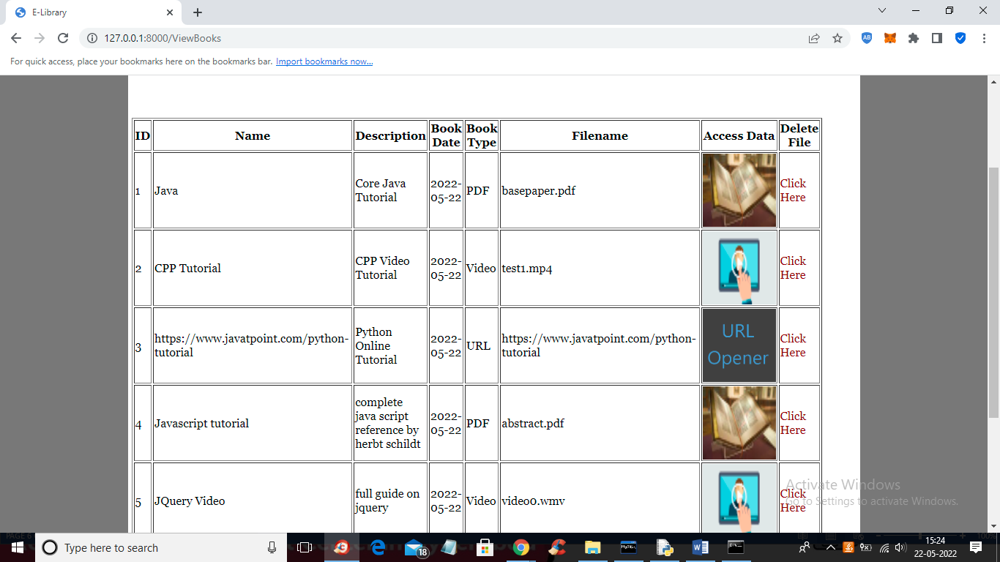 E-Library
127.0.0.1:8000/ViewBooks
AB
For quick access, place your bookmarks here on the bookmarks bar. Import bookmarks now...
ID Name Description Book Date Book Type Filename Access Data Delete File
1 Java Core Java Tutorial 2022-05-22 PDF basepaper.pdf Click Here
2 CPP Tutorial CPP Video Tutorial 2022-05-22 Video test1.mp4 Click Here
3 https://www.javatpoint.com/python-tutorial Python Online Tutorial 2022-05-22 URL https://www.javatpoint.com/python-tutorial URL Opener Click Here
4 Javascript tutorial complete java script reference by herbt schildt 2022-05-22 PDF abstract.pdf Click Here
5 JQuery Video full guide on jquery 2022-05-22 Video video0.wmv Click Here
Activate Windows
Go to Settings to activate Windows.
PAGE 6
100%
Type here to search
18
MySQL
15:24
22-05-2022